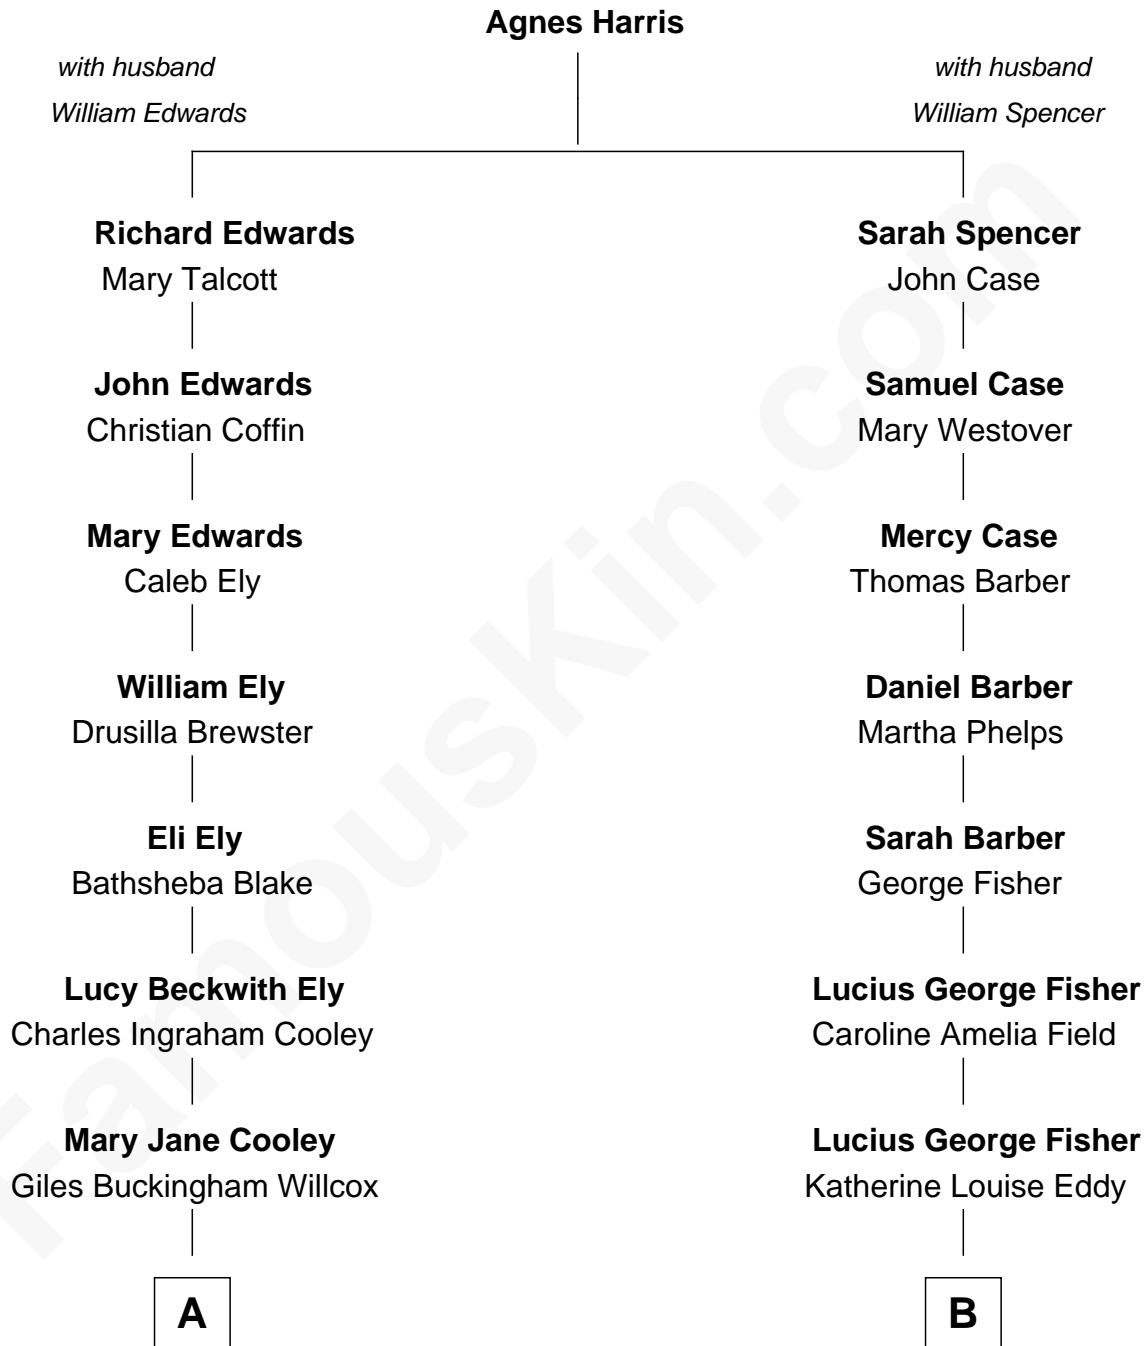 Agnes Harris
with husband
William Edwards
with husband
William Spencer
Richard Edwards
Mary Talcott
Sarah Spencer
John Case
John Edwards
Christian Coffin
Samuel Case
Mary Westover
Mary Edwards
Caleb Ely
Mercy Case
Thomas Barber
William Ely
Drusilla Brewster
Daniel Barber
Martha Phelps
Eli Ely
Bathsheba Blake
Sarah Barber
George Fisher
Lucy Beckwith Ely
Charles Ingraham Cooley
Lucius George Fisher
Caroline Amelia Field
Mary Jane Cooley
Giles Buckingham Willcox
Lucius George Fisher
Katherine Louise Eddy
A
B
FamousKin.com